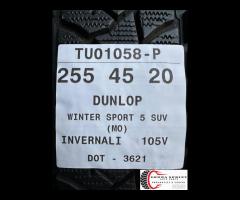 TU01058-P
255 45 20
DUNLOP
WINTER SPORT 5 SUV
(MO)
INVERNALI 105V
DOT - 3621